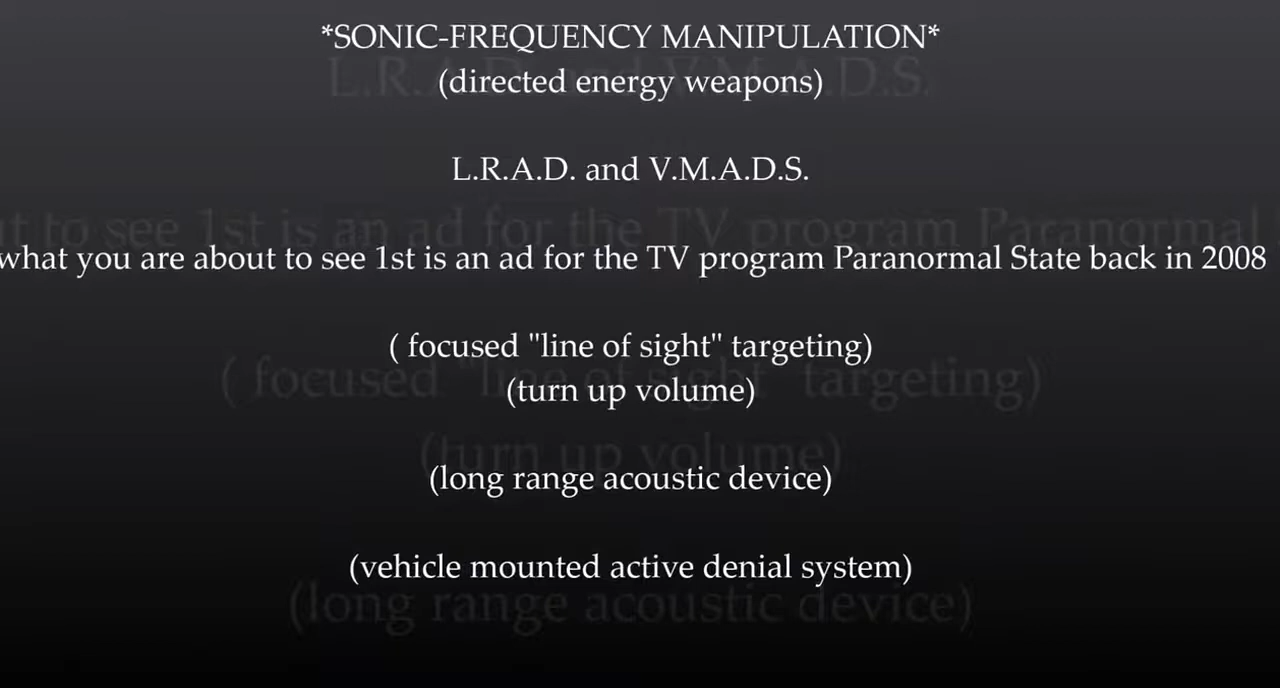 *SONIC-FREQUENCY MANIPULATION*
(directed energy weapons)
L.R.A.D. and V.M.A.D.S.
what you are about to see 1st is an ad for the TV program Paranormal State back in 2008
( focused "line of sight" targeting)
(turn up volume)
(long range acoustic device)
(vehicle mounted active denial system)